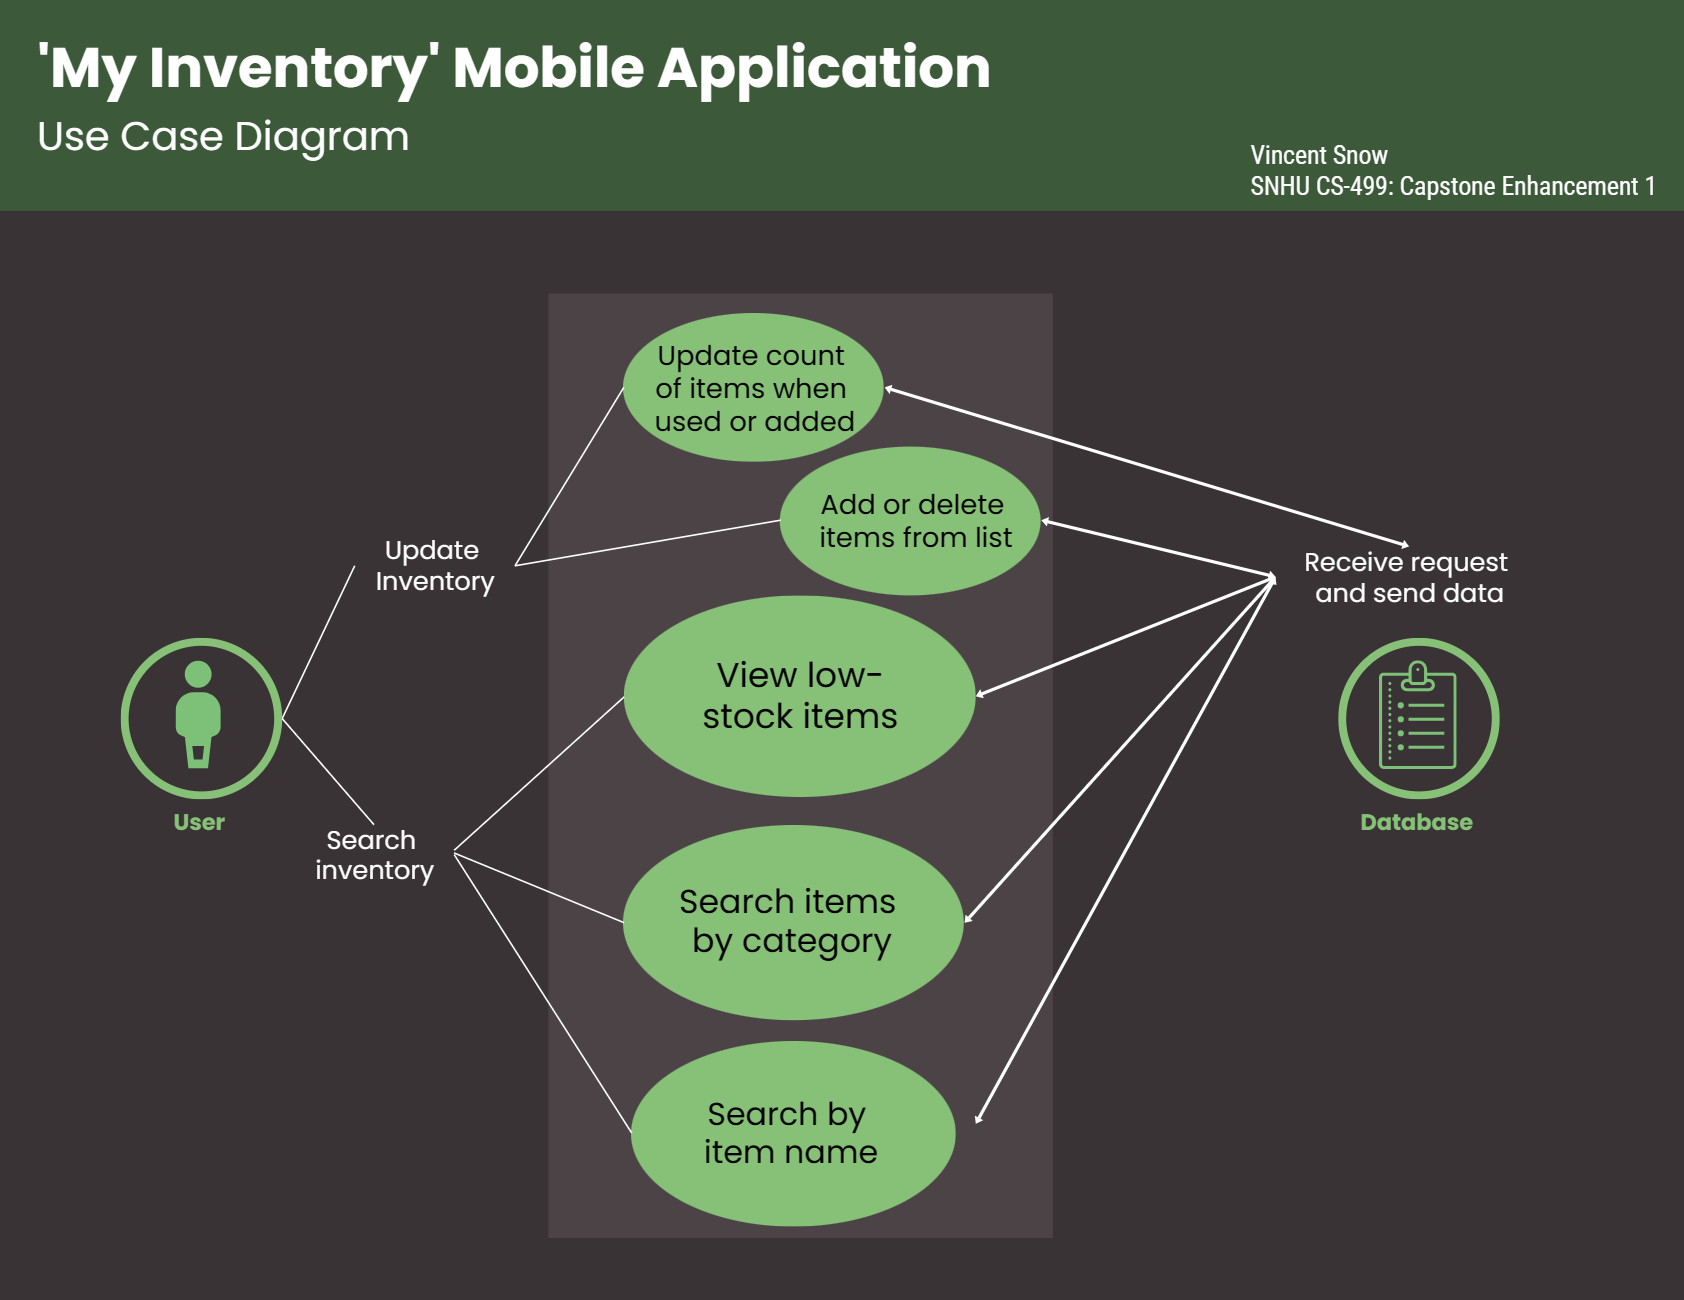 'My Inventory' Mobile Application
Use Case Diagram
Vincent Snow
SNHU CS-499: Capstone Enhancement 1
Update count
of items when
used or added
Add or delete
items from list
Update
Inventory
Receive request
and send data
View low-
stock items
User
Database
Search
inventory
Search items
by category
Search by
item name